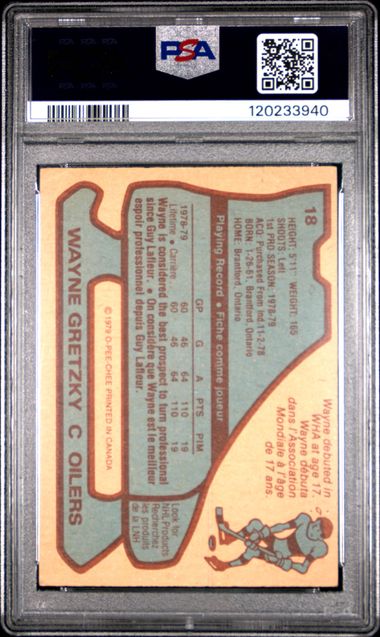 PSA
PSA
120233940
18
HEIGHT: 5'11" WEIGHT: 165
SHOOTS: Left
1st PRO SEASON: 1978-79
ACQ: Purchased From Ind. 11-2-78
BORN: 1-26-61 Brantford, Ontario
HOME: Brantford, Ontario
Playing Record • Fiche comme joueur
GP G A PTS PIM
1978-79 60 46 64 110 19
Lifetime • Carrière 60 46 64 110 19
Wayne is considered the best prospect to turn professional
since Guy Lafleur. • On considère que Wayne est le meilleur
espoir professionnel depuis Guy Lafleur.
Wayne debuted in
WHA at age 17.
Wayne débuta
dans l'Association
Mondiale à l'âge
de 17 ans.
Look for
NHL Products
Recherchez
les produits
de la LNH
© 1979 O-PEE-CHEE PRINTED IN CANADA
WAYNE GRETZKY C OILERS